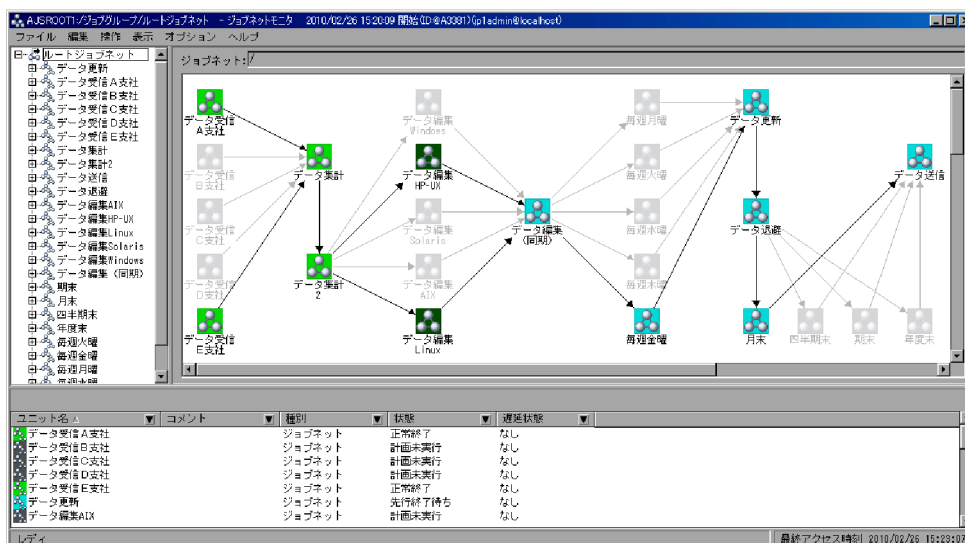 AJSROOT1:/ジョブグループ/ルートジョブネット - ジョブネットモニタ 2010/02/26 15:20:09 開始(ID:@A3381)(jp1admin@localhost)
ファイル 編集 操作 表示 オプション ヘルプ
ルートジョブネット
データ更新
データ受信A支社
データ受信B支社
データ受信C支社
データ受信D支社
データ受信E支社
データ集計
データ集計2
データ送信
データ退避
データ編集AIX
データ編集HP-UX
データ編集Linux
データ編集Solaris
データ編集Windows
データ編集（同期）
期末
月末
四半期末
年度末
毎週火曜
毎週金曜
毎週月曜
毎週水曜
ジョブネット:/
データ受信
A支社
データ編集
Windows
毎週月曜
データ更新
データ受信
B支社
データ集計
データ編集
HP-UX
毎週火曜
データ送信
データ受信
C支社
データ編集
Solaris
データ編集
（同期）
毎週水曜
データ退避
データ受信
D支社
データ集計
2
データ編集
AIX
毎週木曜
データ受信
E支社
データ編集
Linux
毎週金曜
月末
四半期末
期末
年度末
ユニット名 コメント 種別 状態 遅延状態
データ受信A支社 ジョブネット 正常終了 なし
データ受信B支社 ジョブネット 計画未実行 なし
データ受信C支社 ジョブネット 計画未実行 なし
データ受信D支社 ジョブネット 計画未実行 なし
データ受信E支社 ジョブネット 正常終了 なし
データ更新 ジョブネット 先行終了待ち なし
データ編集AIX ジョブネット 計画未実行 なし
レディ
最終アクセス時刻 2010/02/26 15:23:07